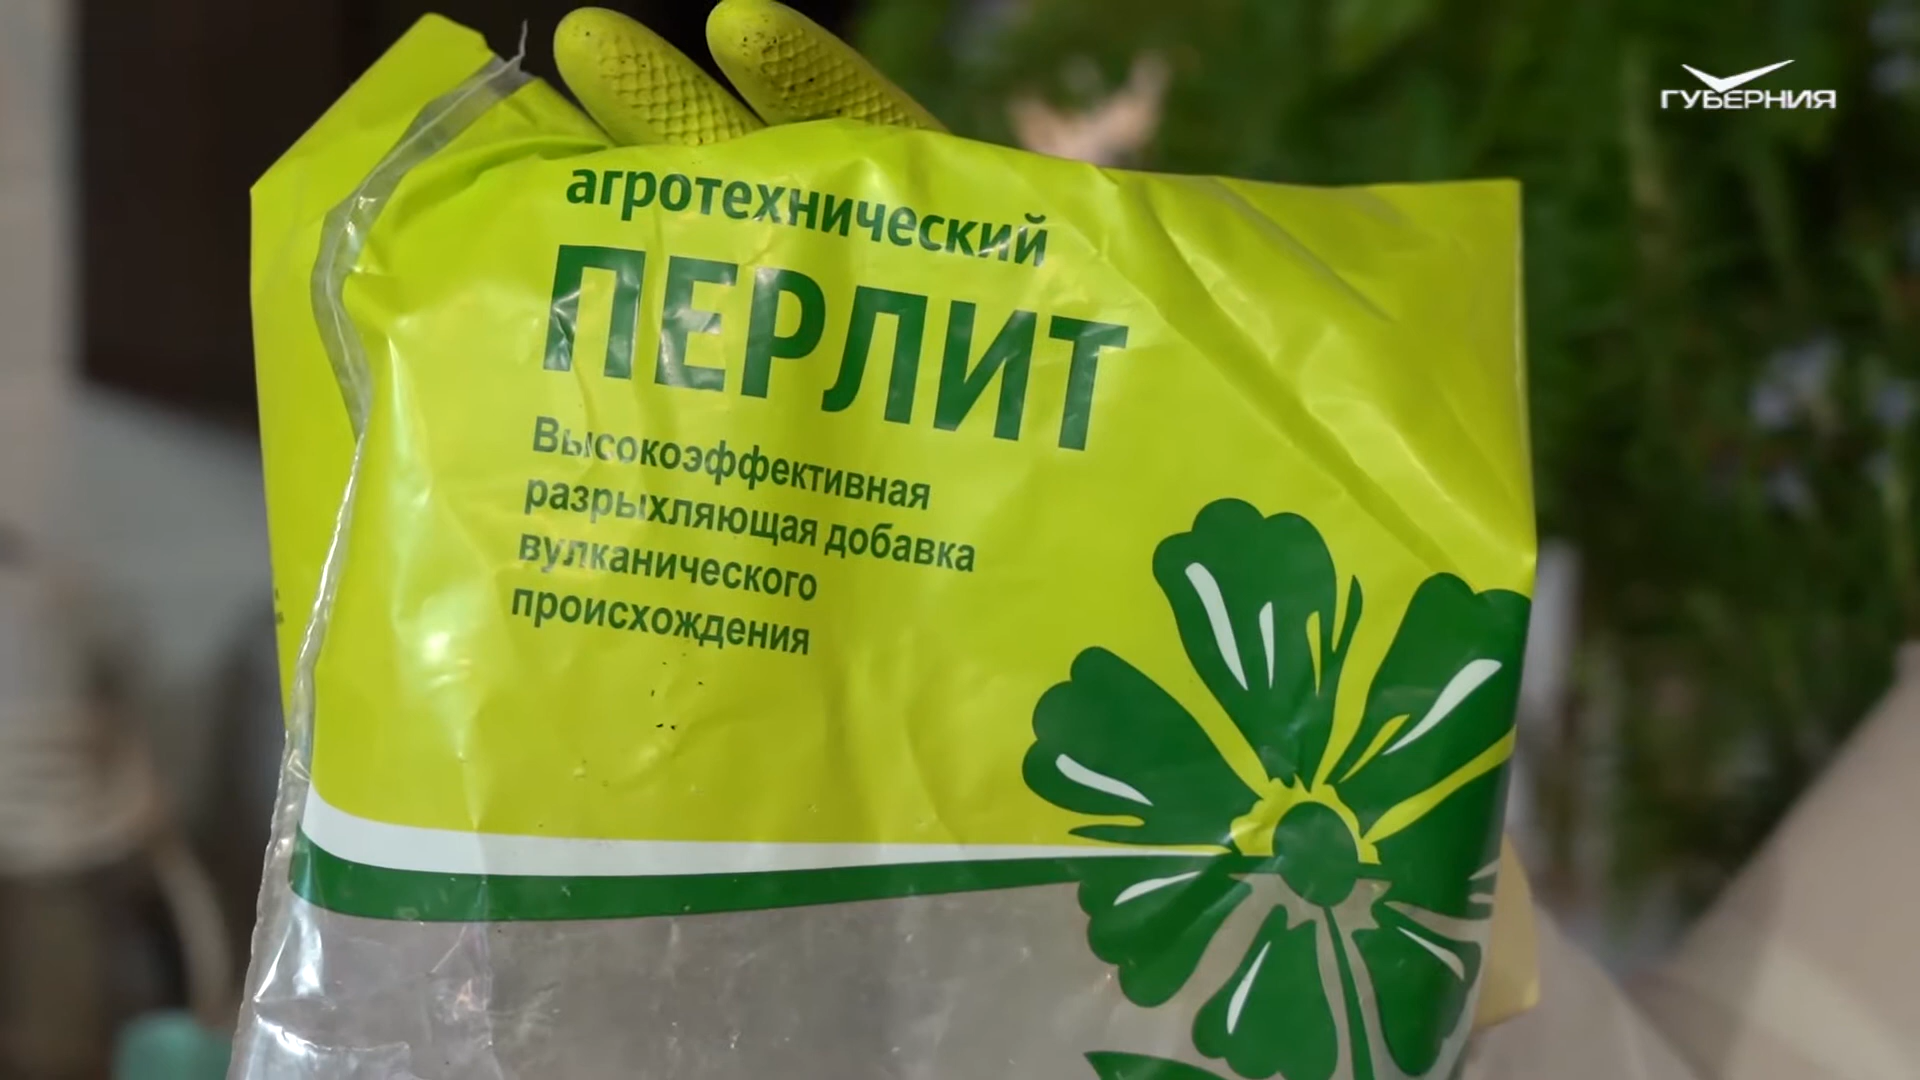 ГУБЕРНИЯ
агротехнический
ПЕРЛИТ
Высокоэффективная
разрыхляющая добавка
вулканического
происхождения